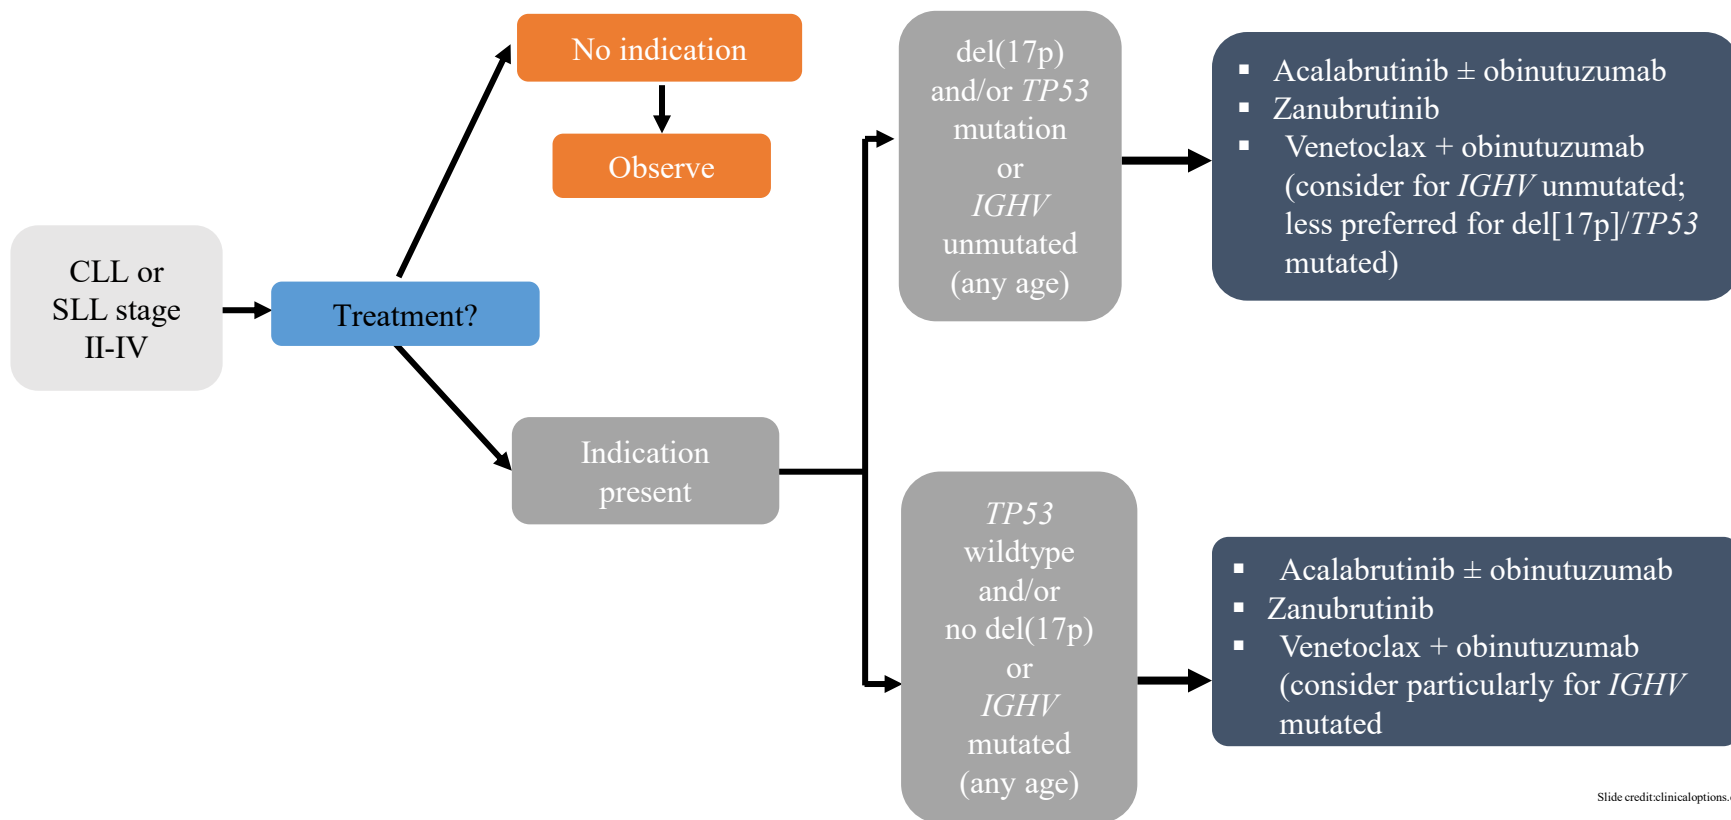 CLL or
SLL stage
II-IV
Treatment?
No indication
Observe
Indication
present
del(17p)
and/or TP53
mutation
or
IGHV
unmutated
(any age)
▪ Acalabrutinib ± obinutuzumab
▪ Zanubrutinib
▪ Venetoclax + obinutuzumab
(consider for IGHV unmutated;
less preferred for del[17p]/TP53
mutated)
TP53
wildtype
and/or
no del(17p)
or
IGHV
mutated
(any age)
▪ Acalabrutinib ± obinutuzumab
▪ Zanubrutinib
▪ Venetoclax + obinutuzumab
(consider particularly for IGHV
mutated
Slide credit:clinicaloptions.